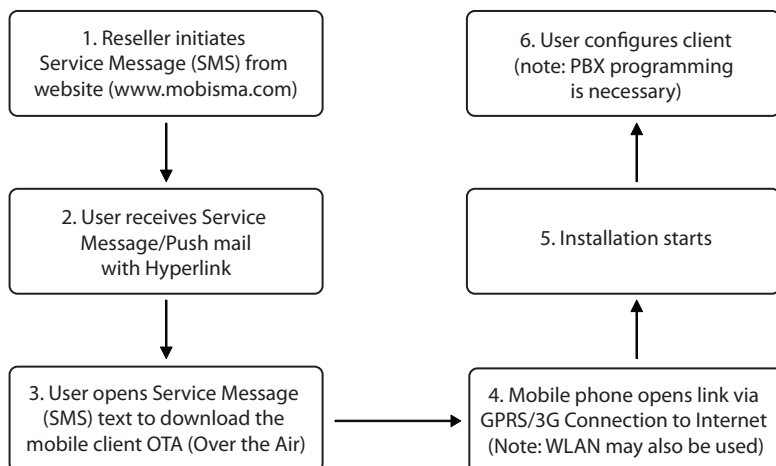 1. Reseller initiates
Service Message (SMS) from
website (www.mobisma.com)
2. User receives Service
Message/Push mail
with Hyperlink
3. User opens Service Message
(SMS) text to download the
mobile client OTA (Over the Air)
4. Mobile phone opens link via
GPRS/3G Connection to Internet
(Note: WLAN may also be used)
5. Installation starts
6. User configures client
(note: PBX programming
is necessary)